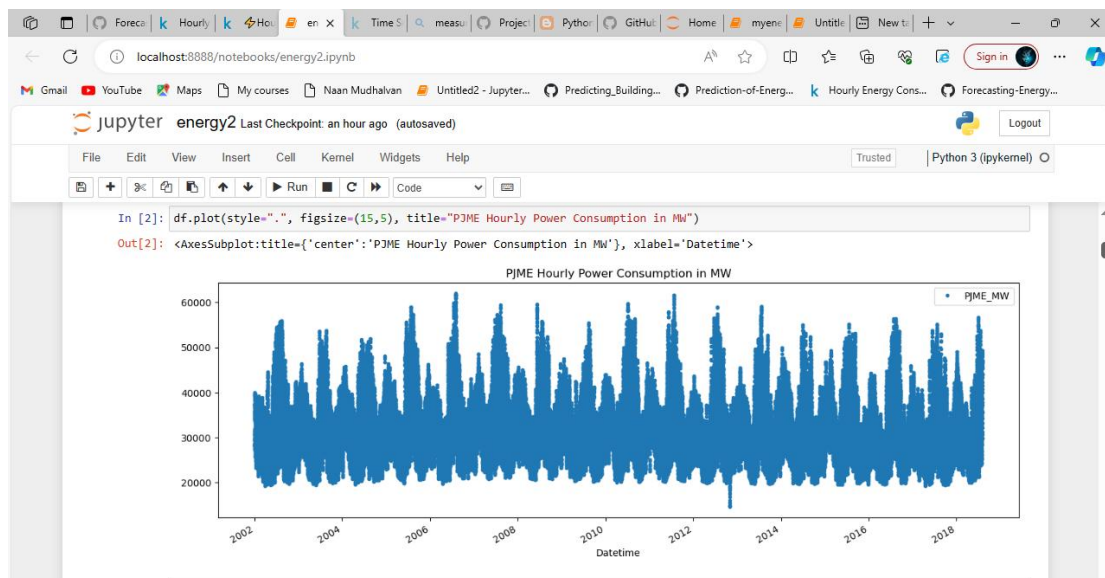 Foreca
Hourly
Hou
en
Time S
measu
Project
Pythor
GitHub
Home
myene
Untitle
New ta
localhost:8888/notebooks/energy2.ipynb
Sign in
Gmail
YouTube
Maps
My courses
Naan Mudhalvan
Untitled2 - Jupyter...
Predicting_Building...
Prediction-of-Energ...
Hourly Energy Cons...
Forecasting-Energy...
jupyter energy2 Last Checkpoint: an hour ago (autosaved)
Logout
File Edit View Insert Cell Kernel Widgets Help
Trusted
Python 3 (ipykernel)
Run
Code
In [2]: df.plot(style=".", figsize=(15,5), title="PJME Hourly Power Consumption in MW")
Out[2]: <AxesSubplot:title={'center':'PJME Hourly Power Consumption in MW'}, xlabel='Datetime'>
PJME Hourly Power Consumption in MW
PJME_MW
60000
50000
40000
30000
20000
2002 2004 2006 2008 2010 2012 2014 2016 2018
Datetime